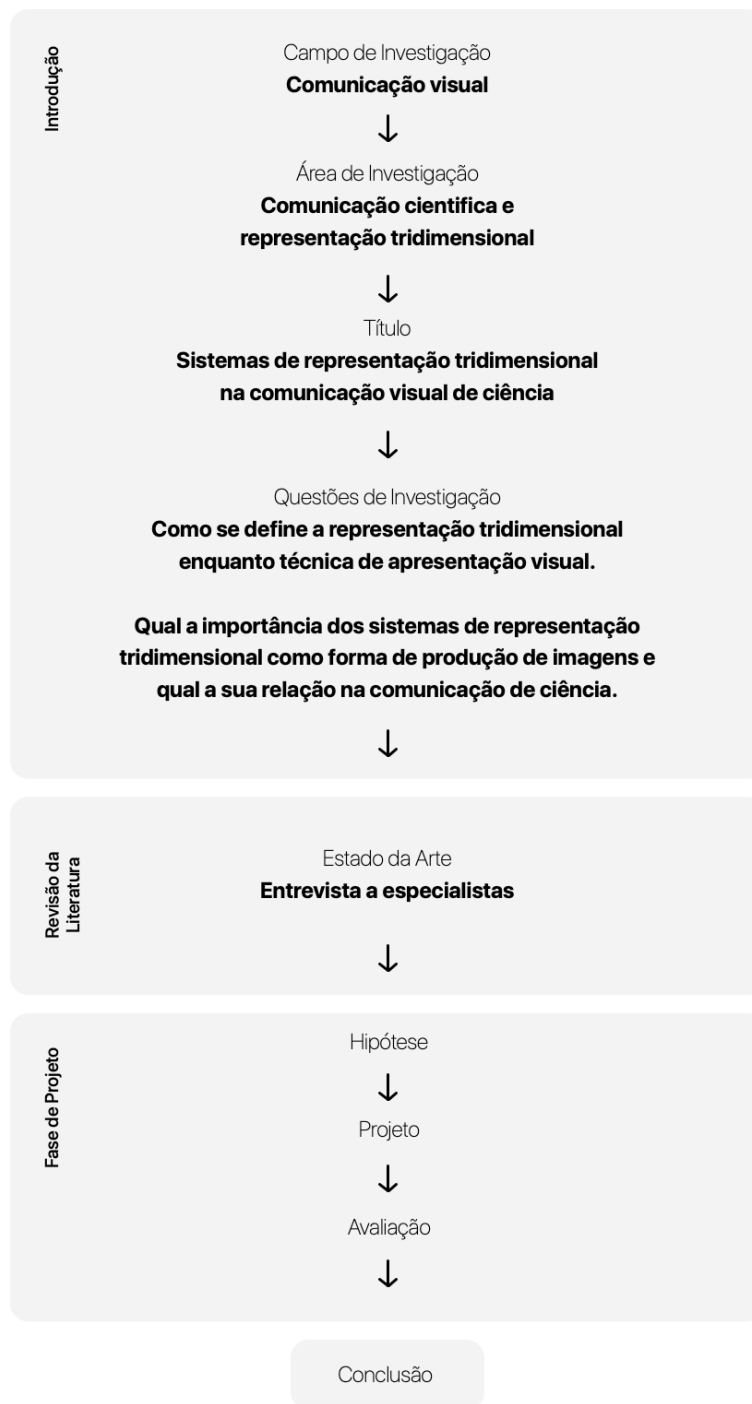 Introdução
Campo de Investigação
Comunicação visual
Área de Investigação
Comunicação cientifica e
representação tridimensional
Título
Sistemas de representação tridimensional
na comunicação visual de ciência
Questões de Investigação
Como se define a representação tridimensional
enquanto técnica de apresentação visual.
Qual a importância dos sistemas de representação
tridimensional como forma de produção de imagens e
qual a sua relação na comunicação de ciência.
Revisão da
Literatura
Estado da Arte
Entrevista a especialistas
Fase de Projeto
Hipótese
Projeto
Avaliação
Conclusão